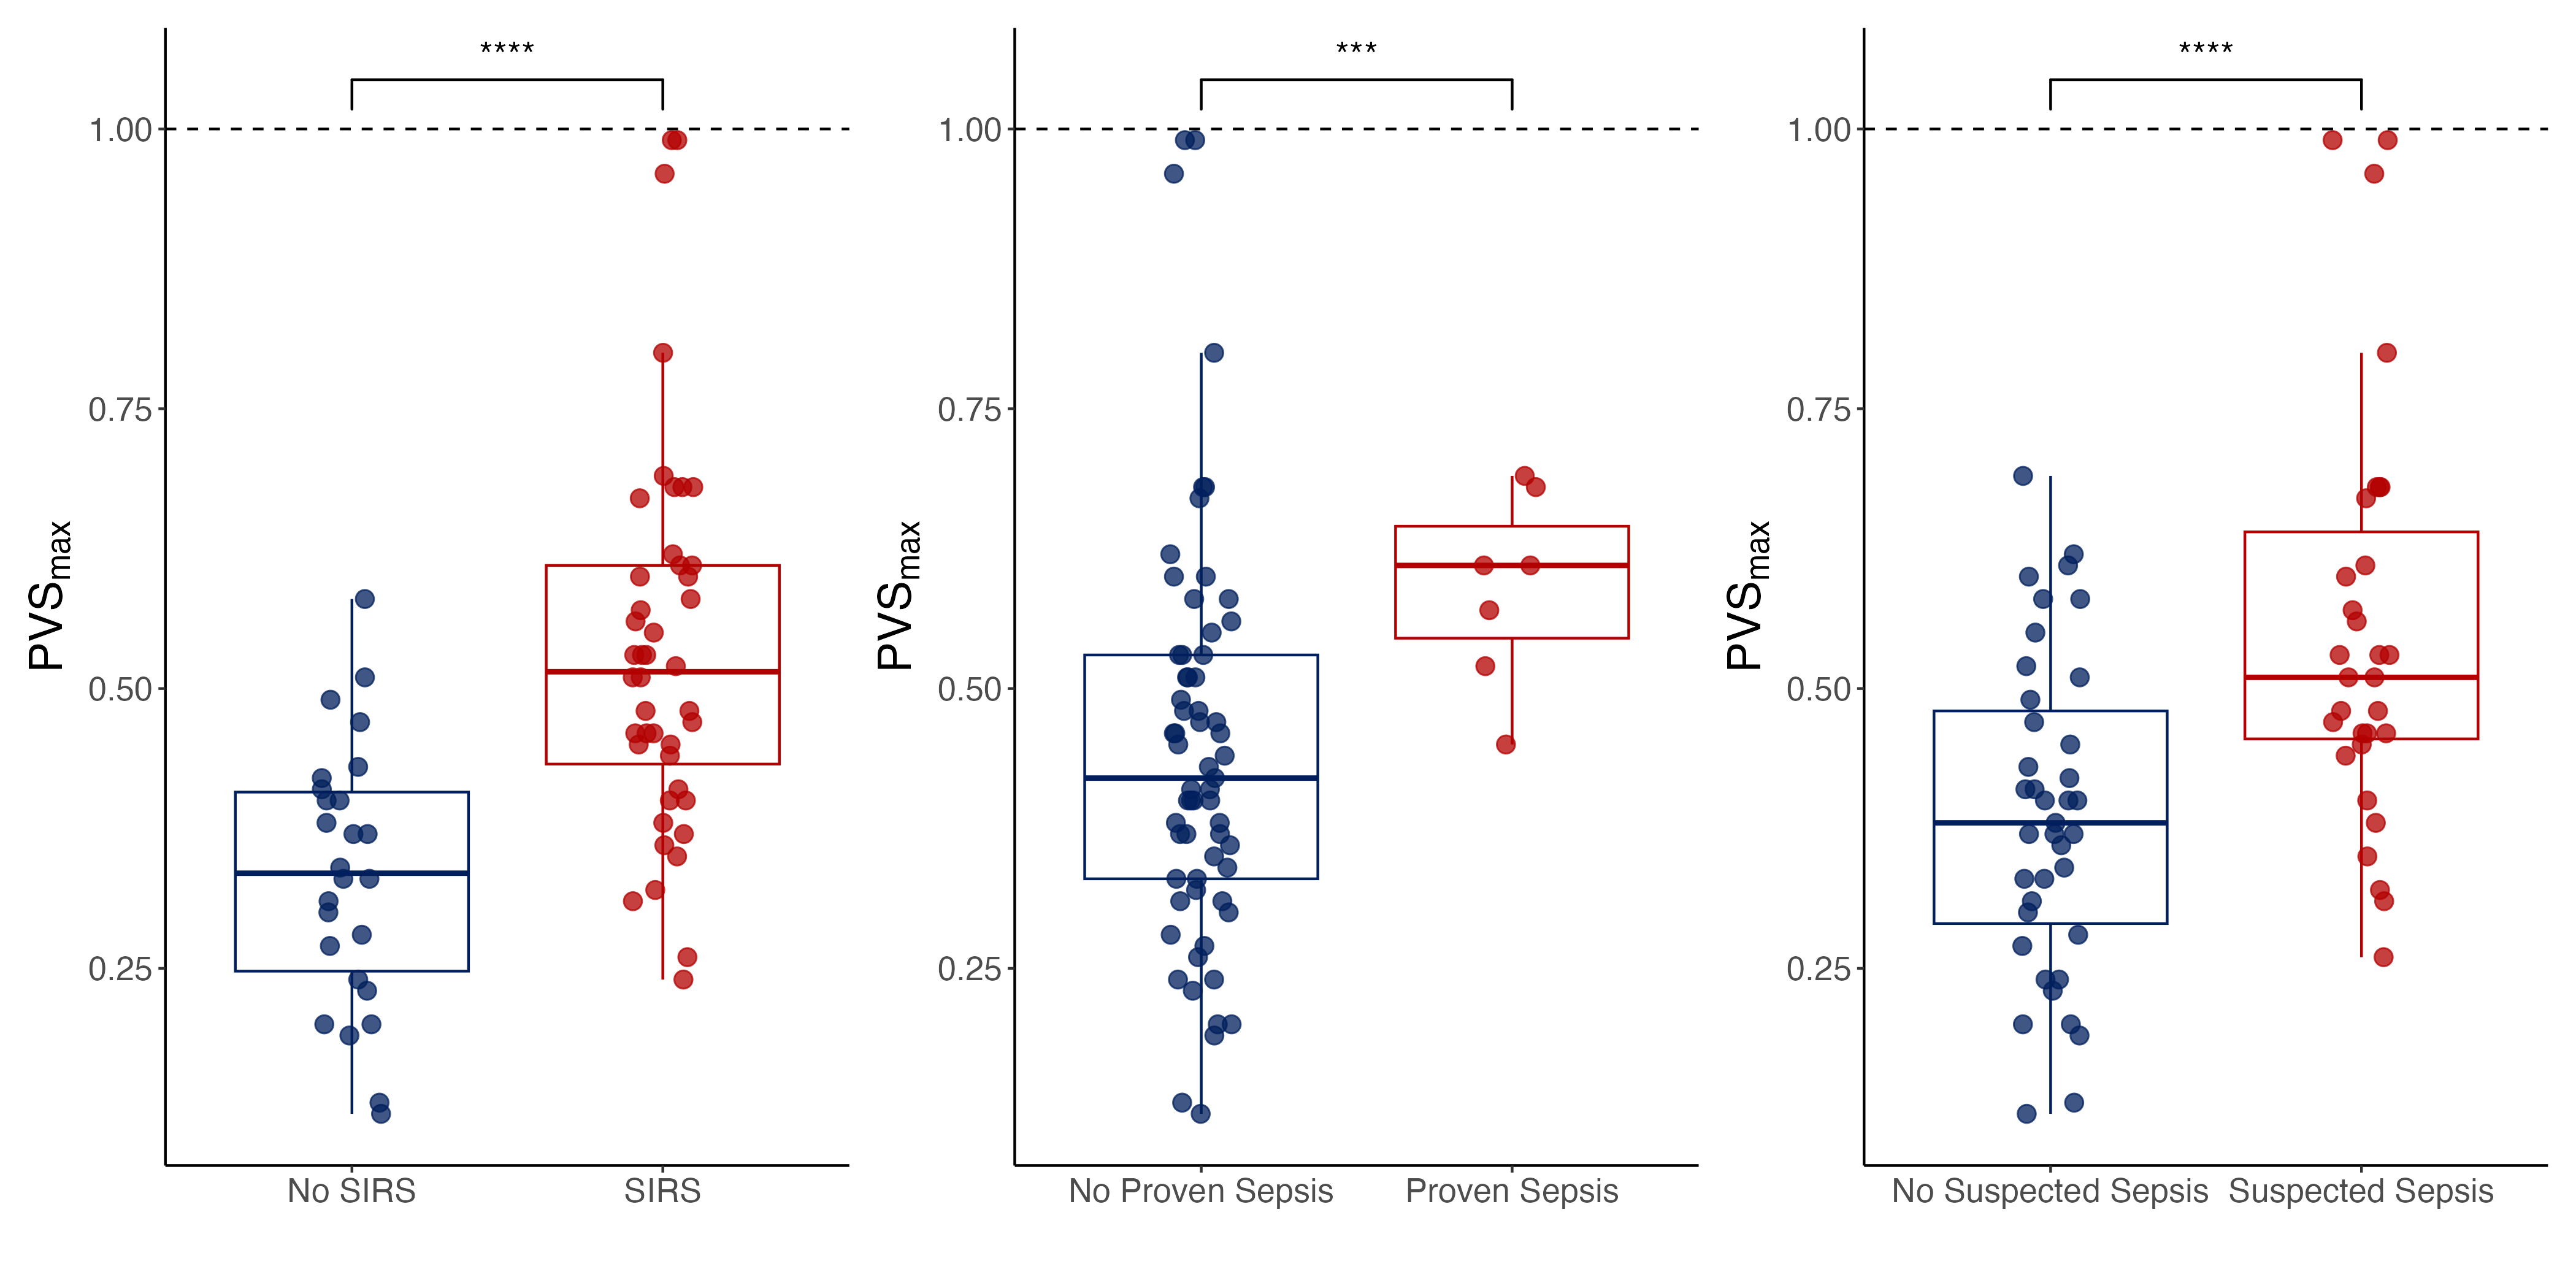 ****
1.00
0.75
0.50
0.25
PVSmax
No SIRS
SIRS
***
1.00
0.75
0.50
0.25
PVSmax
No Proven Sepsis
Proven Sepsis
****
1.00
0.75
0.50
0.25
PVSmax
No Suspected Sepsis
Suspected Sepsis